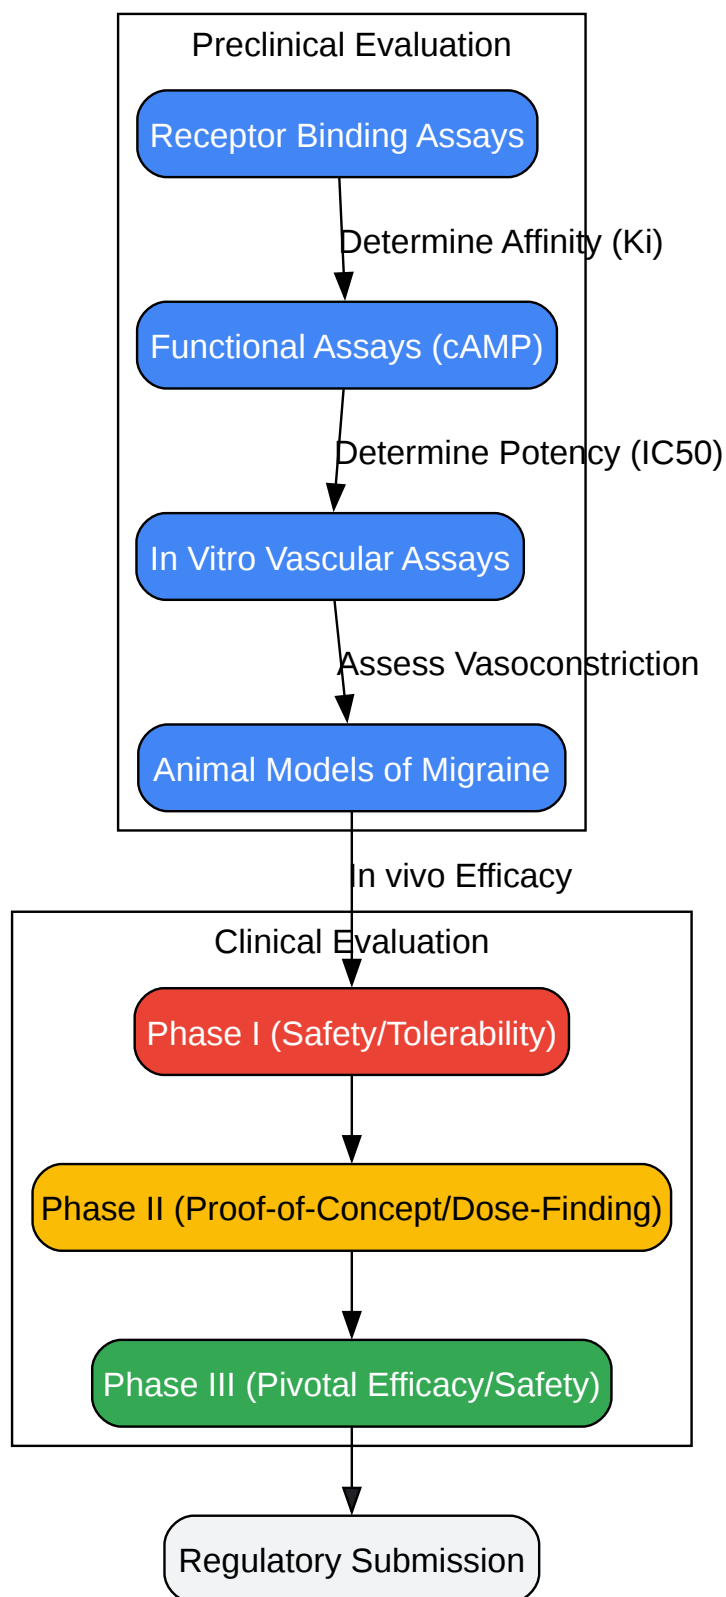 Preclinical Evaluation
Receptor Binding Assays
Determine Affinity (Ki)
Functional Assays (cAMP)
Determine Potency (IC50)
In Vitro Vascular Assays
Assess Vasoconstriction
Animal Models of Migraine
In vivo Efficacy
Clinical Evaluation
Phase I (Safety/Tolerability)
Phase II (Proof-of-Concept/Dose-Finding)
Phase III (Pivotal Efficacy/Safety)
Regulatory Submission